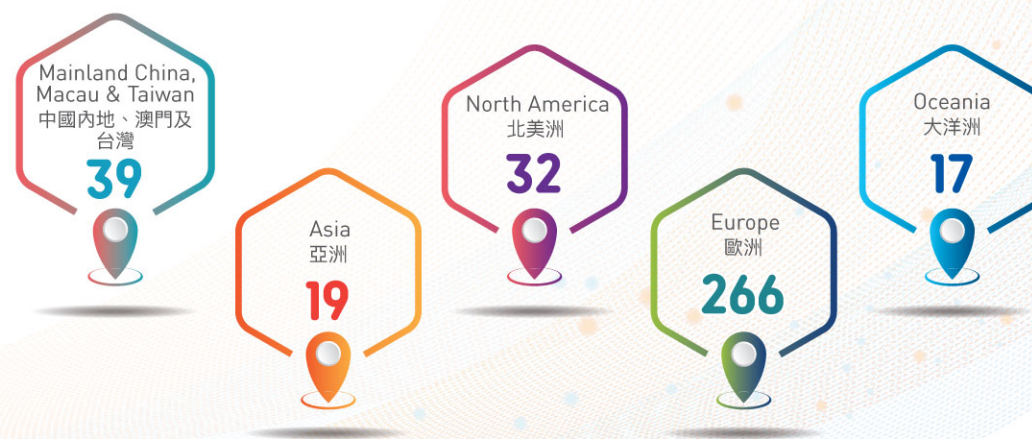 Mainland China,
Macau & Taiwan
中國內地、澳門及
台灣
39
Asia
亞洲
19
North America
北美洲
32
Europe
歐洲
266
Oceania
大洋洲
17